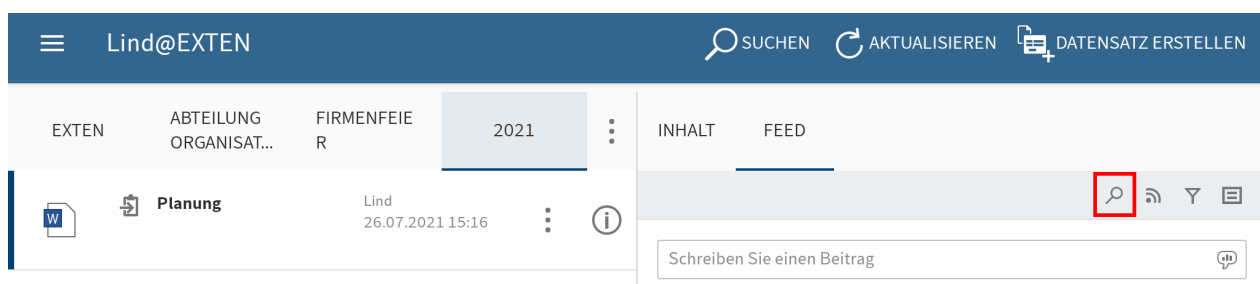 Lind@EXTEN
SUCHEN
AKTUALISIEREN
DATENSATZ ERSTELLEN
EXTEN
ABTEILUNG
ORGANISAT...
FIRMENFEIE
R
2021
INHALT
FEED
W
Planung
Lind
26.07.2021 15:16
Schreiben Sie einen Beitrag